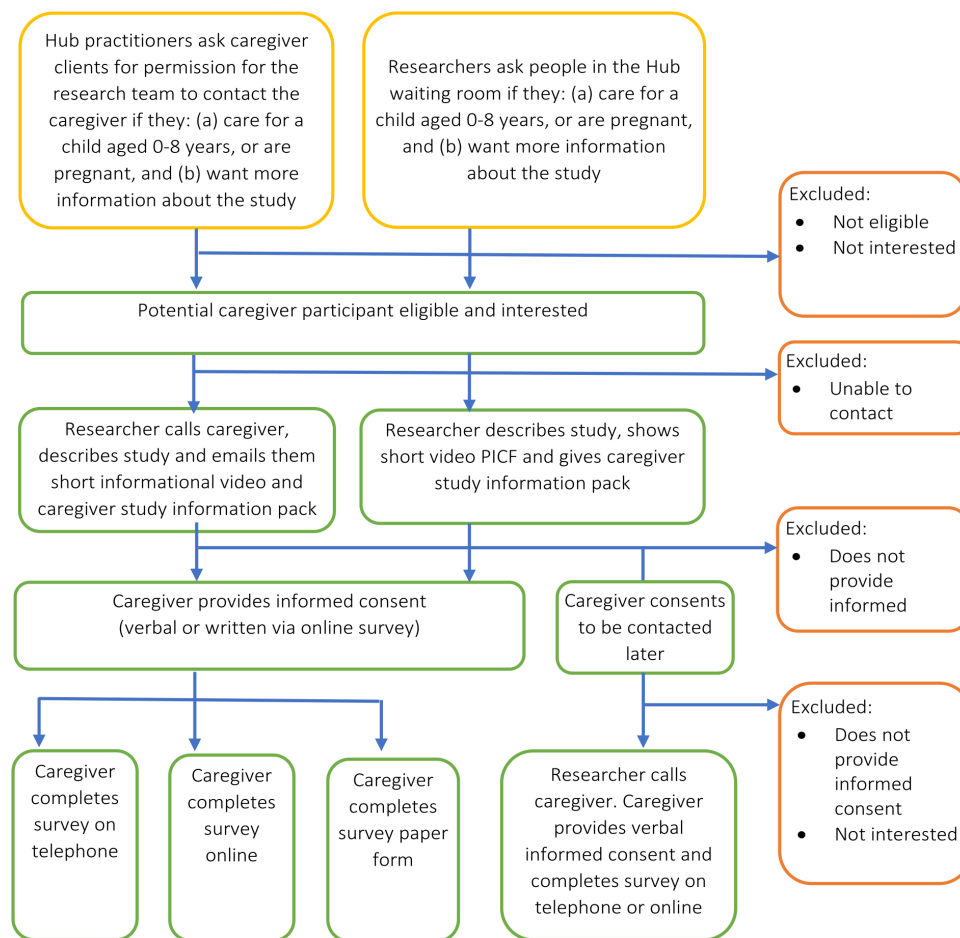 Hub practitioners ask caregiver
clients for permission for the
research team to contact the
caregiver if they: (a) care for a
child aged 0-8 years, or are
pregnant, and (b) want more
information about the study
Researchers ask people in the Hub
waiting room if they: (a) care for
a child aged 0-8 years, or are pregnant,
and (b) want more information
about the study
Excluded:
● Not eligible
● Not interested
Potential caregiver participant eligible and interested
Excluded:
● Unable to
contact
Researcher calls caregiver,
describes study and emails them
short informational video and
caregiver study information pack
Researcher describes study, shows
short video PICF and gives caregiver
study information pack
Excluded:
● Does not
provide
informed
Caregiver provides informed consent
(verbal or written via online survey)
Caregiver consents
to be contacted
later
Excluded:
● Does not
provide
informed
consent
● Not interested
Caregiver
completes
survey on
telephone
Caregiver
completes
survey
online
Caregiver
completes
survey paper
form
Researcher calls
caregiver. Caregiver
provides verbal
informed consent and
completes survey on
telephone or online